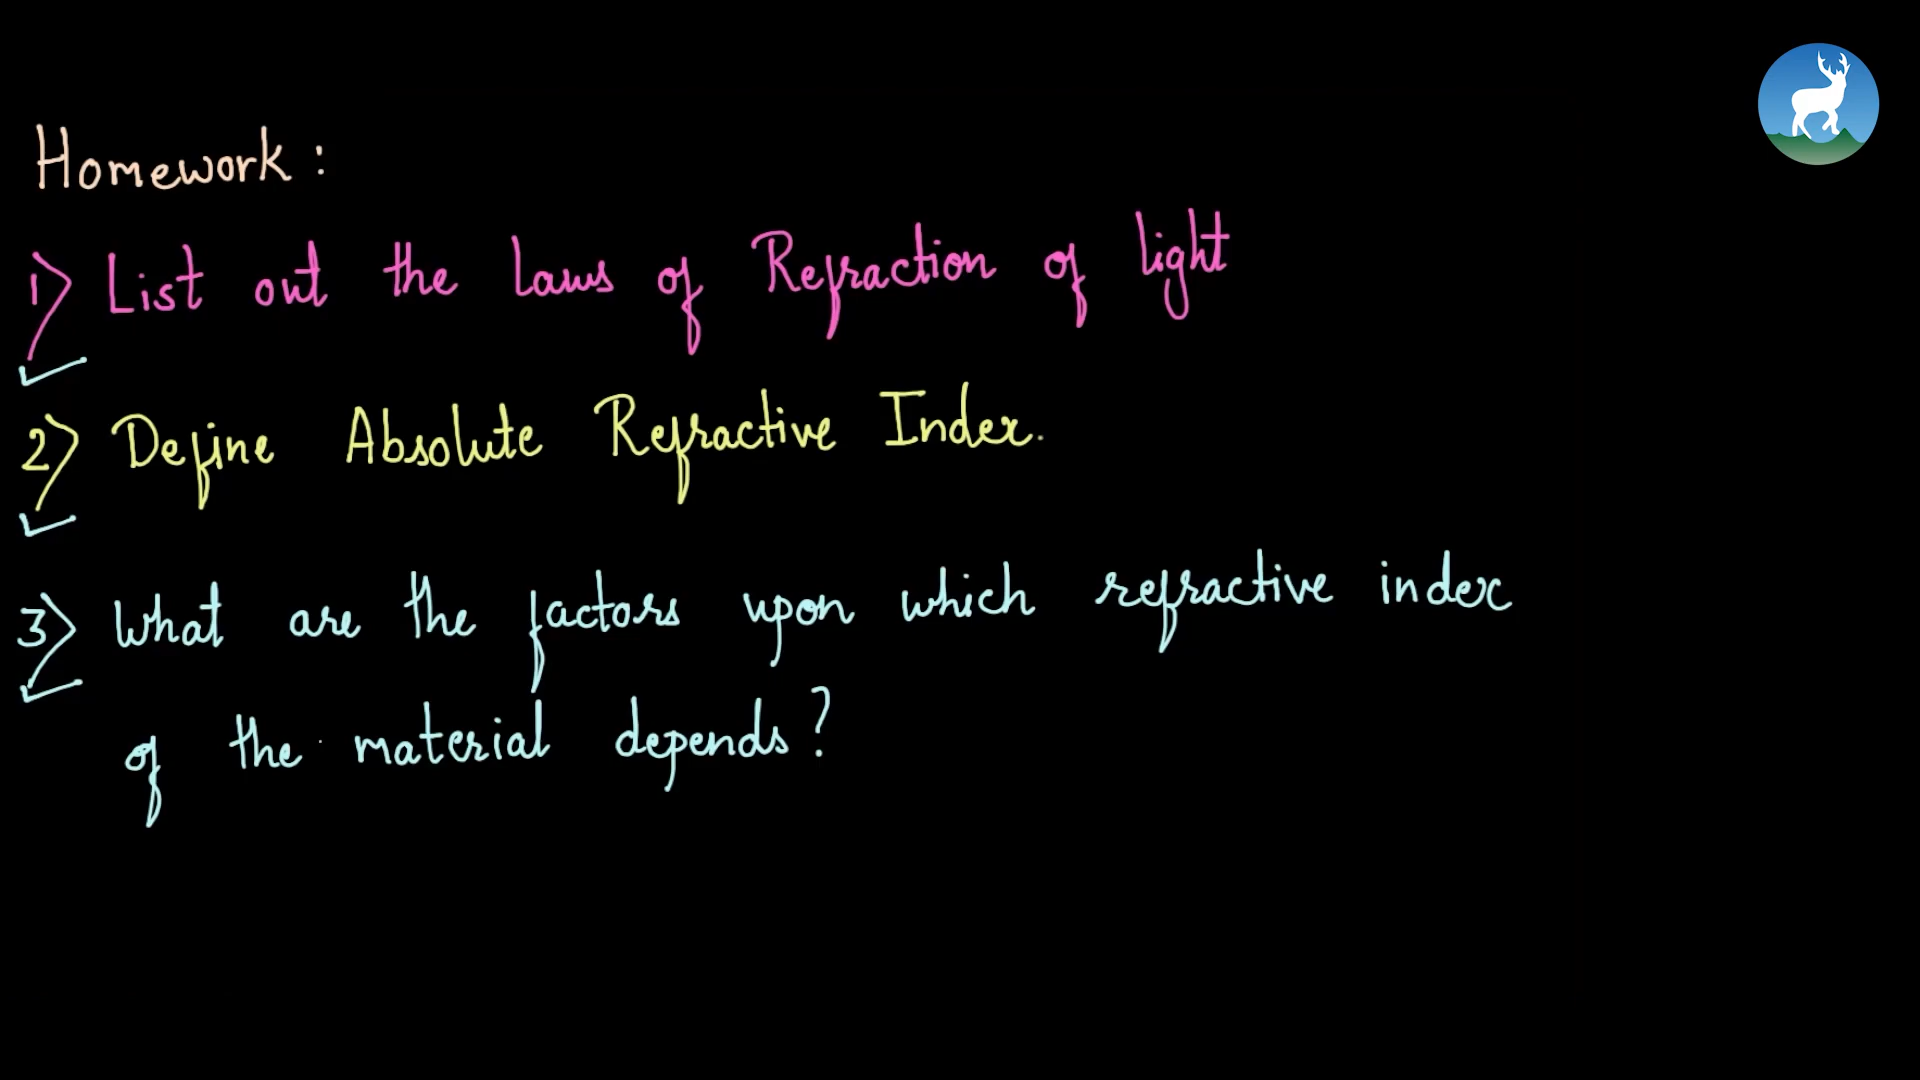 Homework :
1) List out the Laws of Refraction of light
2) Define Absolute Refractive Index.
3) What are the factors upon which refractive index
of the material depends?